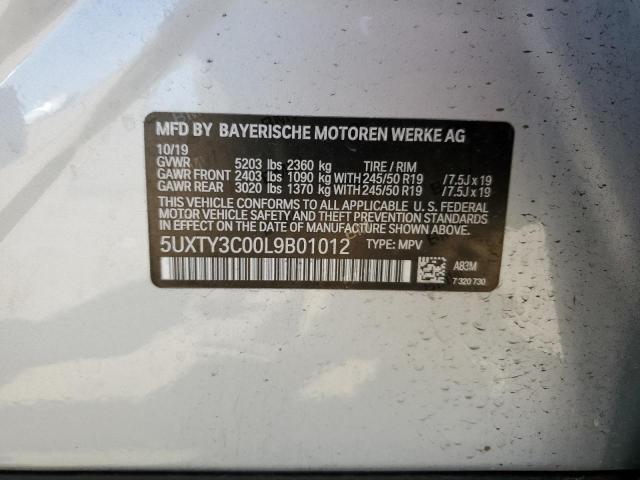 MFD BY BAYERISCHE MOTOREN WERKE AG
10/19
GVWR 5203 lbs 2360 kg TIRE / RIM
GAWR FRONT 2403 lbs 1090 kg WITH 245/50 R19 /7.5J x 19
GAWR REAR 3020 lbs 1370 kg WITH 245/50 R19 /7.5J x 19
THIS VEHICLE CONFORMS TO ALL APPLICABLE U. S. FEDERAL
MOTOR VEHICLE SAFETY AND THEFT PREVENTION STANDARDS
IN EFFECT ON THE DATE OF MANUFACTURE SHOWN ABOVE.
5UXTY3C00L9B01012 TYPE: MPV
A83M
7 320 730